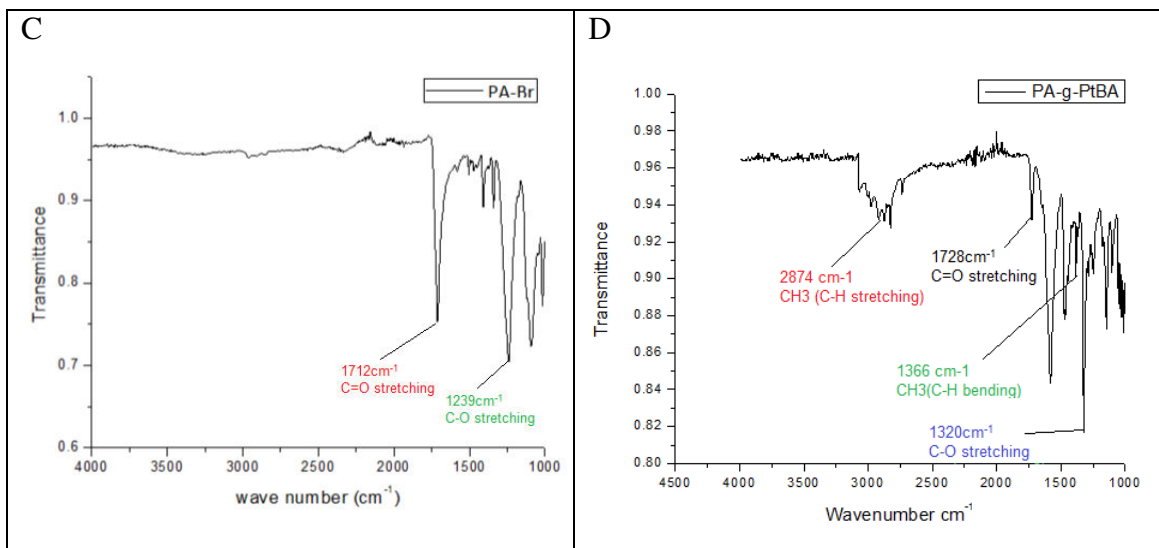 C
PA-Br
1.0
0.9
0.8
0.7
0.6
Transmittance
1712cm-1
C=O stretching
1239cm-1
C-O stretching
4000 3500 3000 2500 2000 1500 1000
wave number (cm-1)
D
PA-g-PtBA
1.00
0.98
0.96
0.94
0.92
0.90
0.88
0.86
0.84
0.82
0.80
Transmittance
2874 cm-1
CH3 (C-H stretching)
1728cm-1
C=O stretching
1366 cm-1
CH3(C-H bending)
1320cm-1
C-O stretching
4500 4000 3500 3000 2500 2000 1500 1000
Wavenumber cm-1